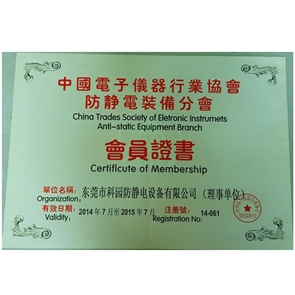 中國電子儀器行業協會
防静電裝備分會
China Trades Society of Eletronic Instrumets
Anti-static Equipment Branch
會員證書
Certificate of Membership
單位名稱: 东莞市科园防静电设备有限公司（理事单位）
Organization:
有效日期: 2014年7月至2015年7月 注册號: 14-061
Validity: Registration No: